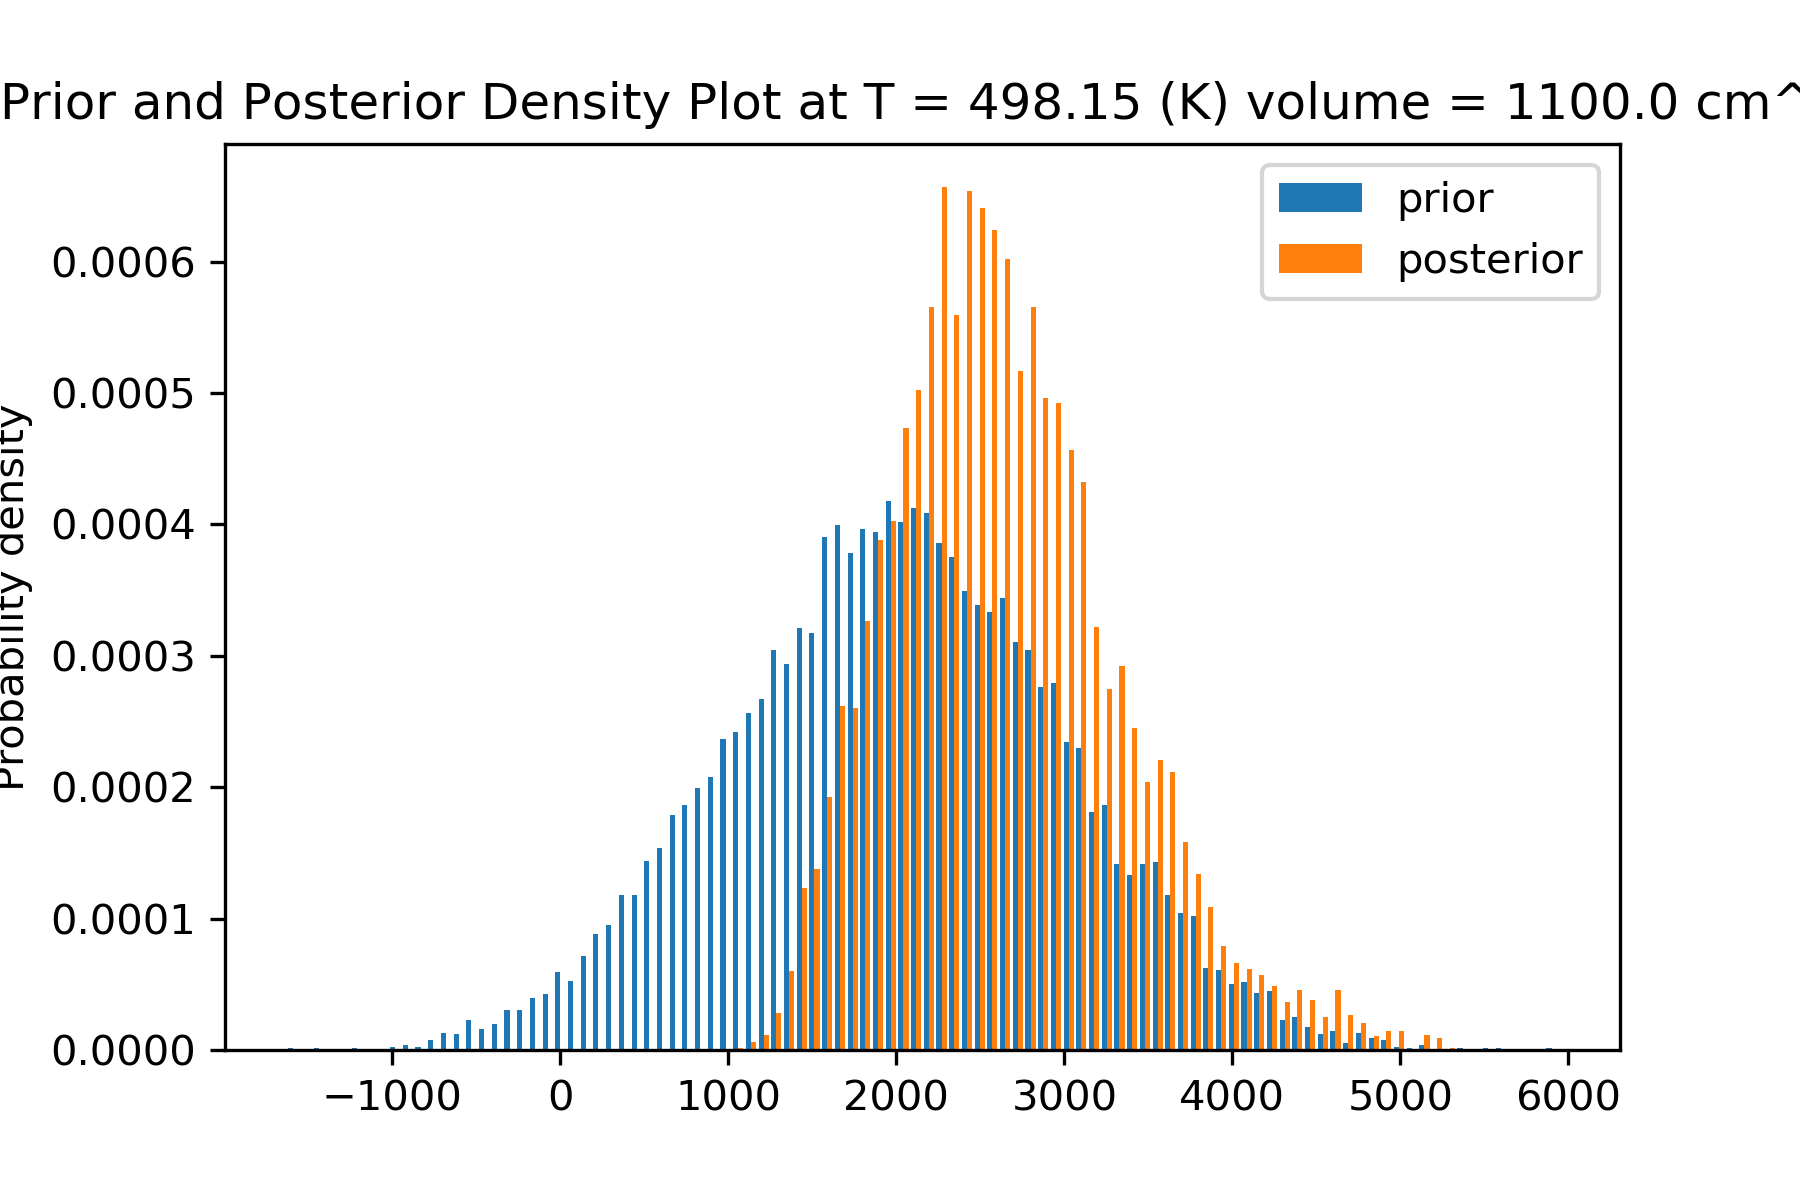 Prior and Posterior Density Plot at T = 498.15 (K) volume = 1100.0 cm^
prior
posterior
Probability density
0.0006
0.0005
0.0004
0.0003
0.0002
0.0001
0.0000
−1000 0 1000 2000 3000 4000 5000 6000